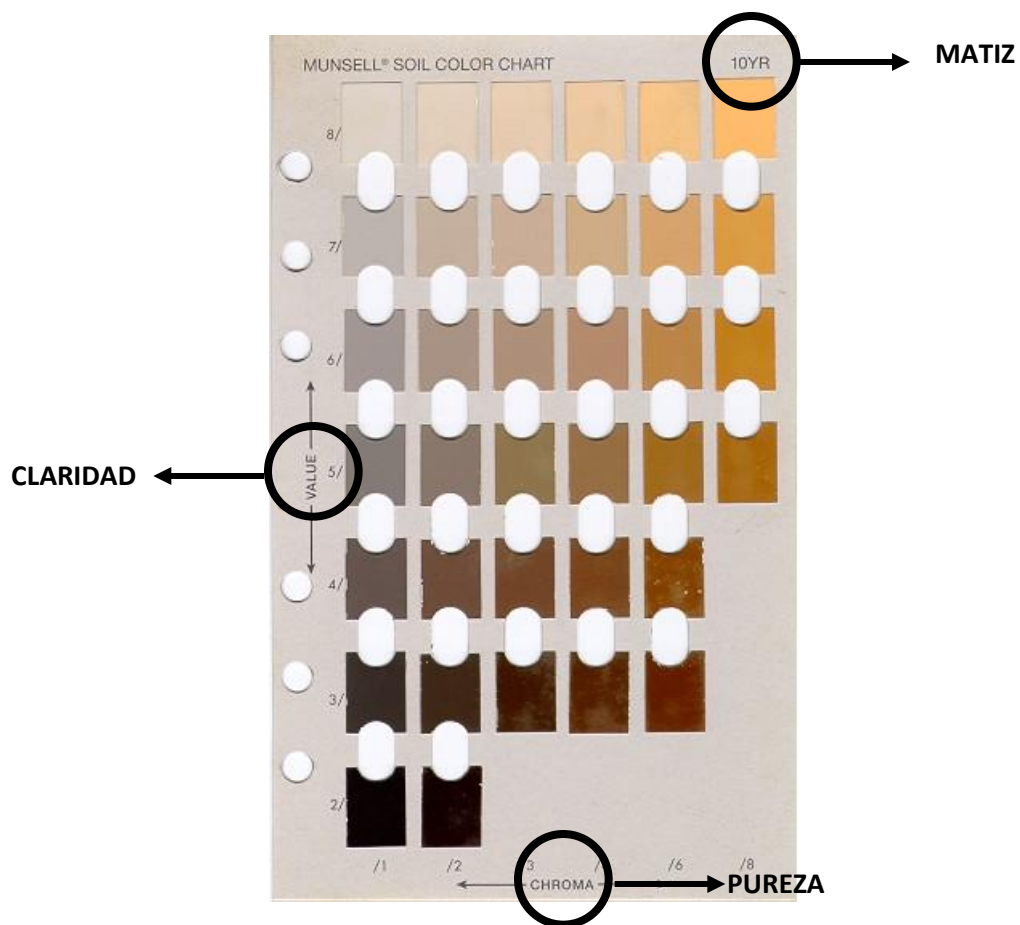 MUNSELL® SOIL COLOR CHART
10YR
MATIZ
8/
7/
6/
CLARIDAD
VALUE
5/
4/
3/
2/
/1 /2 3 / /6 /8
CHROMA
PUREZA